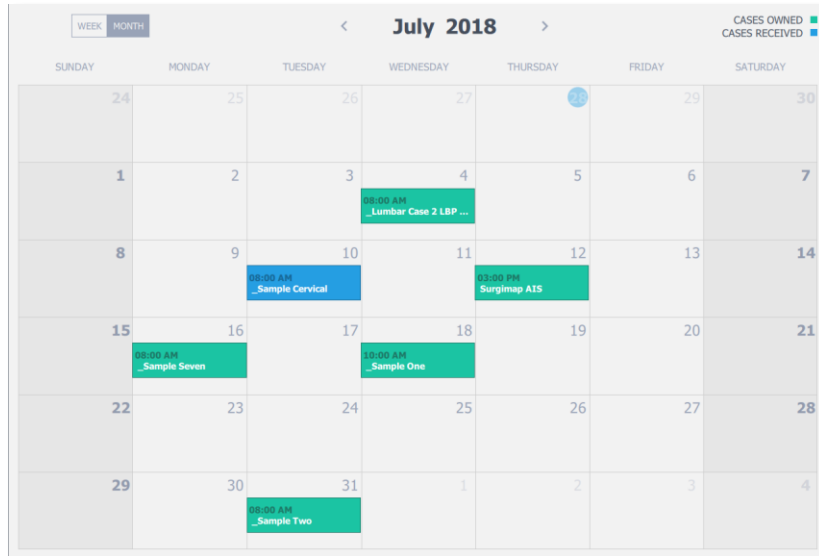 WEEK MONTH
< July 2018 >
CASES OWNED
CASES RECEIVED
SUNDAY MONDAY TUESDAY WEDNESDAY THURSDAY FRIDAY SATURDAY
24 25 26 27 28 29 30
1 2 3 4 5 6 7
08:00 AM
_Lumbar Case 2 LBP ...
8 9 10 11 12 13 14
08:00 AM
_Sample Cervical
03:00 PM
Surgimap AIS
15 16 17 18 19 20 21
08:00 AM
_Sample Seven
10:00 AM
_Sample One
22 23 24 25 26 27 28
29 30 31 1 2 3 4
08:00 AM
_Sample Two